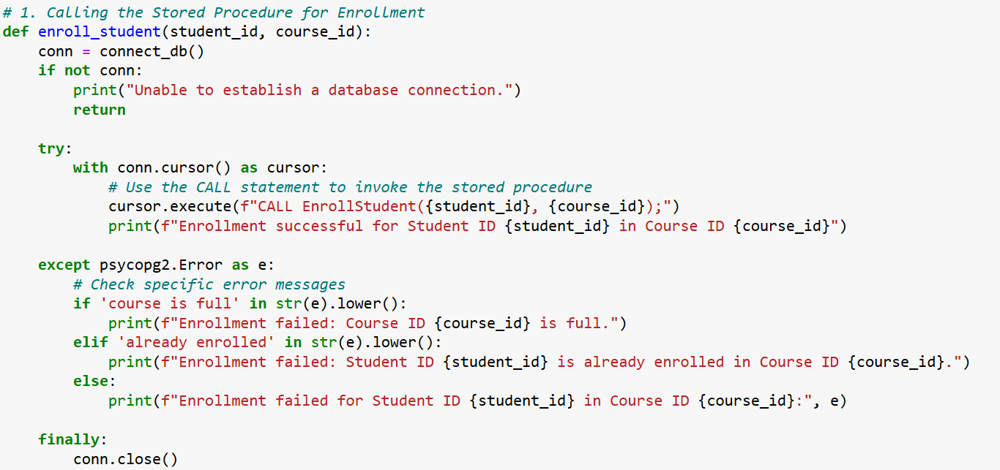 # 1. Calling the Stored Procedure for Enrollment
def enroll_student(student_id, course_id):
    conn = connect_db()
    if not conn:
        print("Unable to establish a database connection.")
        return

    try:
        with conn.cursor() as cursor:
            # Use the CALL statement to invoke the stored procedure
            cursor.execute(f"CALL EnrollStudent({student_id}, {course_id});")
            print(f"Enrollment successful for Student ID {student_id} in Course ID {course_id}")

    except psycopg2.Error as e:
        # Check specific error messages
        if 'course is full' in str(e).lower():
            print(f"Enrollment failed: Course ID {course_id} is full.")
        elif 'already enrolled' in str(e).lower():
            print(f"Enrollment failed: Student ID {student_id} is already enrolled in Course ID {course_id}.")
        else:
            print(f"Enrollment failed for Student ID {student_id} in Course ID {course_id}:", e)

    finally:
        conn.close()